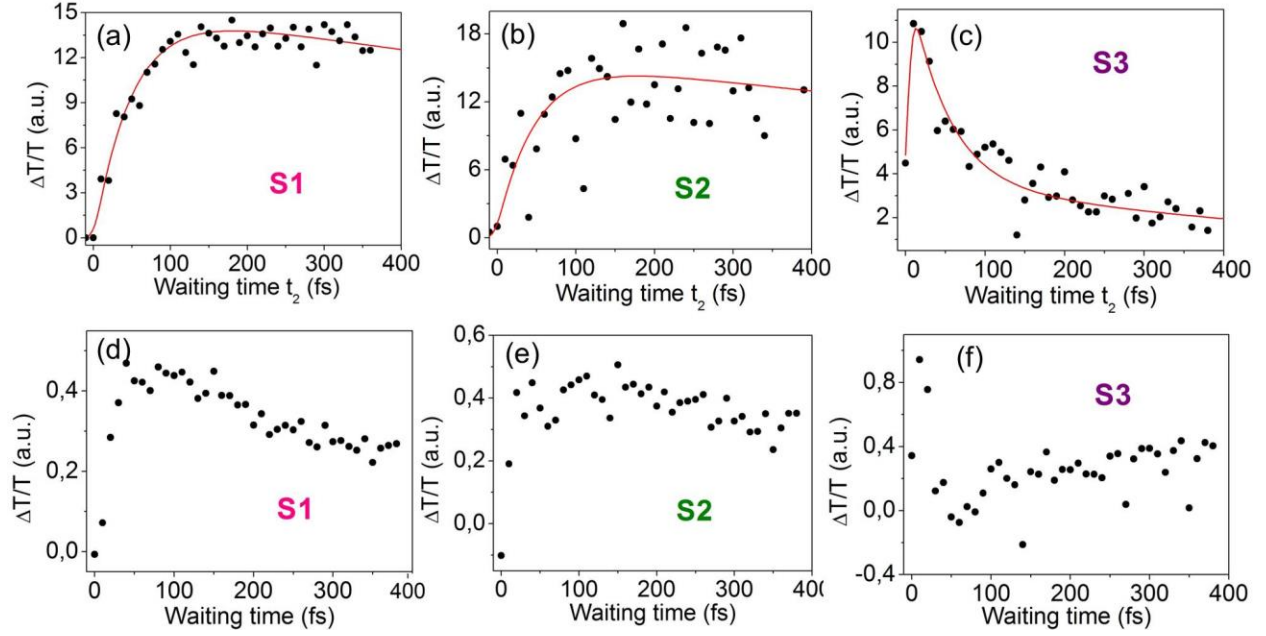 (a)
15
12
9
6
3
0
ΔT/T (a.u.)
S1
0 100 200 300 400
Waiting time t2 (fs)
(b)
18
12
6
0
ΔT/T (a.u.)
S2
0 100 200 300 400
Waiting time t2 (fs)
(c)
10
8
6
4
2
ΔT/T (a.u.)
S3
0 100 200 300 400
Waiting time t2 (fs)
(d)
0,4
0,2
0,0
ΔT/T (a.u.)
S1
0 100 200 300 400
Waiting time (fs)
(e)
0,6
0,4
0,2
0,0
ΔT/T (a.u.)
S2
0 100 200 300 400
Waiting time (fs)
(f)
0.8
0.4
0.0
-0.4
ΔT/T (a.u.)
S3
0 100 200 300 400
Waiting time (fs)